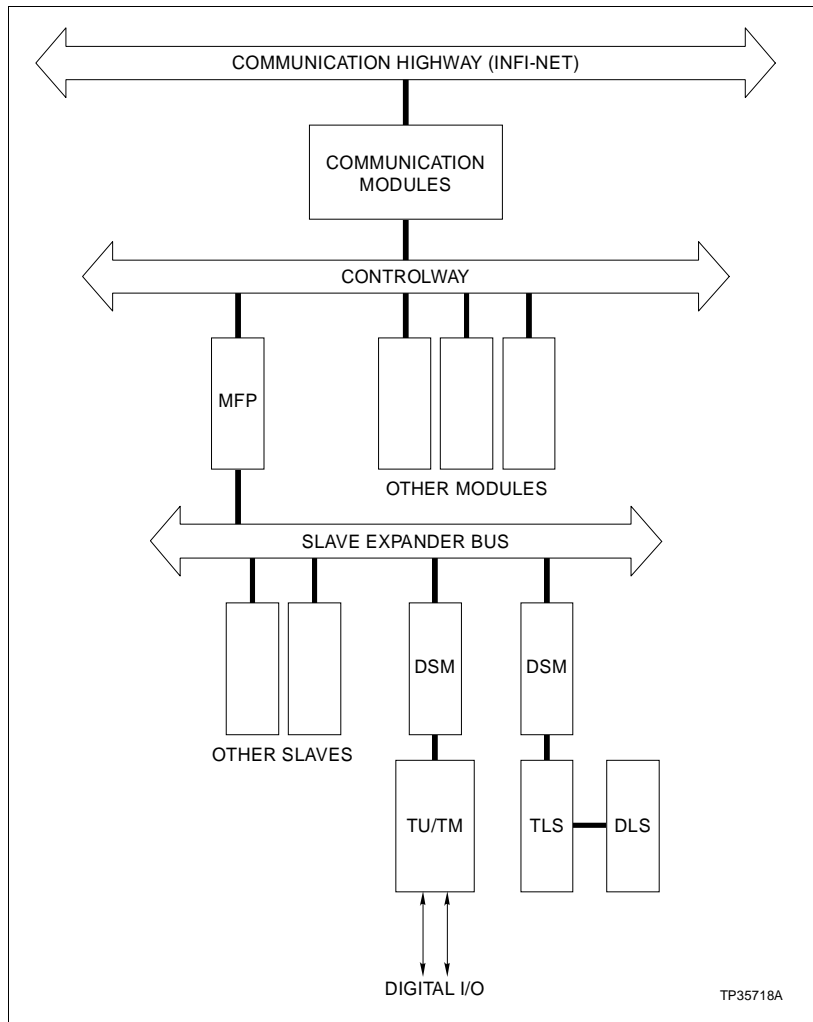 COMMUNICATION HIGHWAY (INFI-NET)
COMMUNICATION
MODULES
CONTROLWAY
MFP
OTHER MODULES
SLAVE EXPANDER BUS
DSM
DSM
OTHER SLAVES
TU/TM
TLS
DLS
DIGITAL I/O
TP35718A